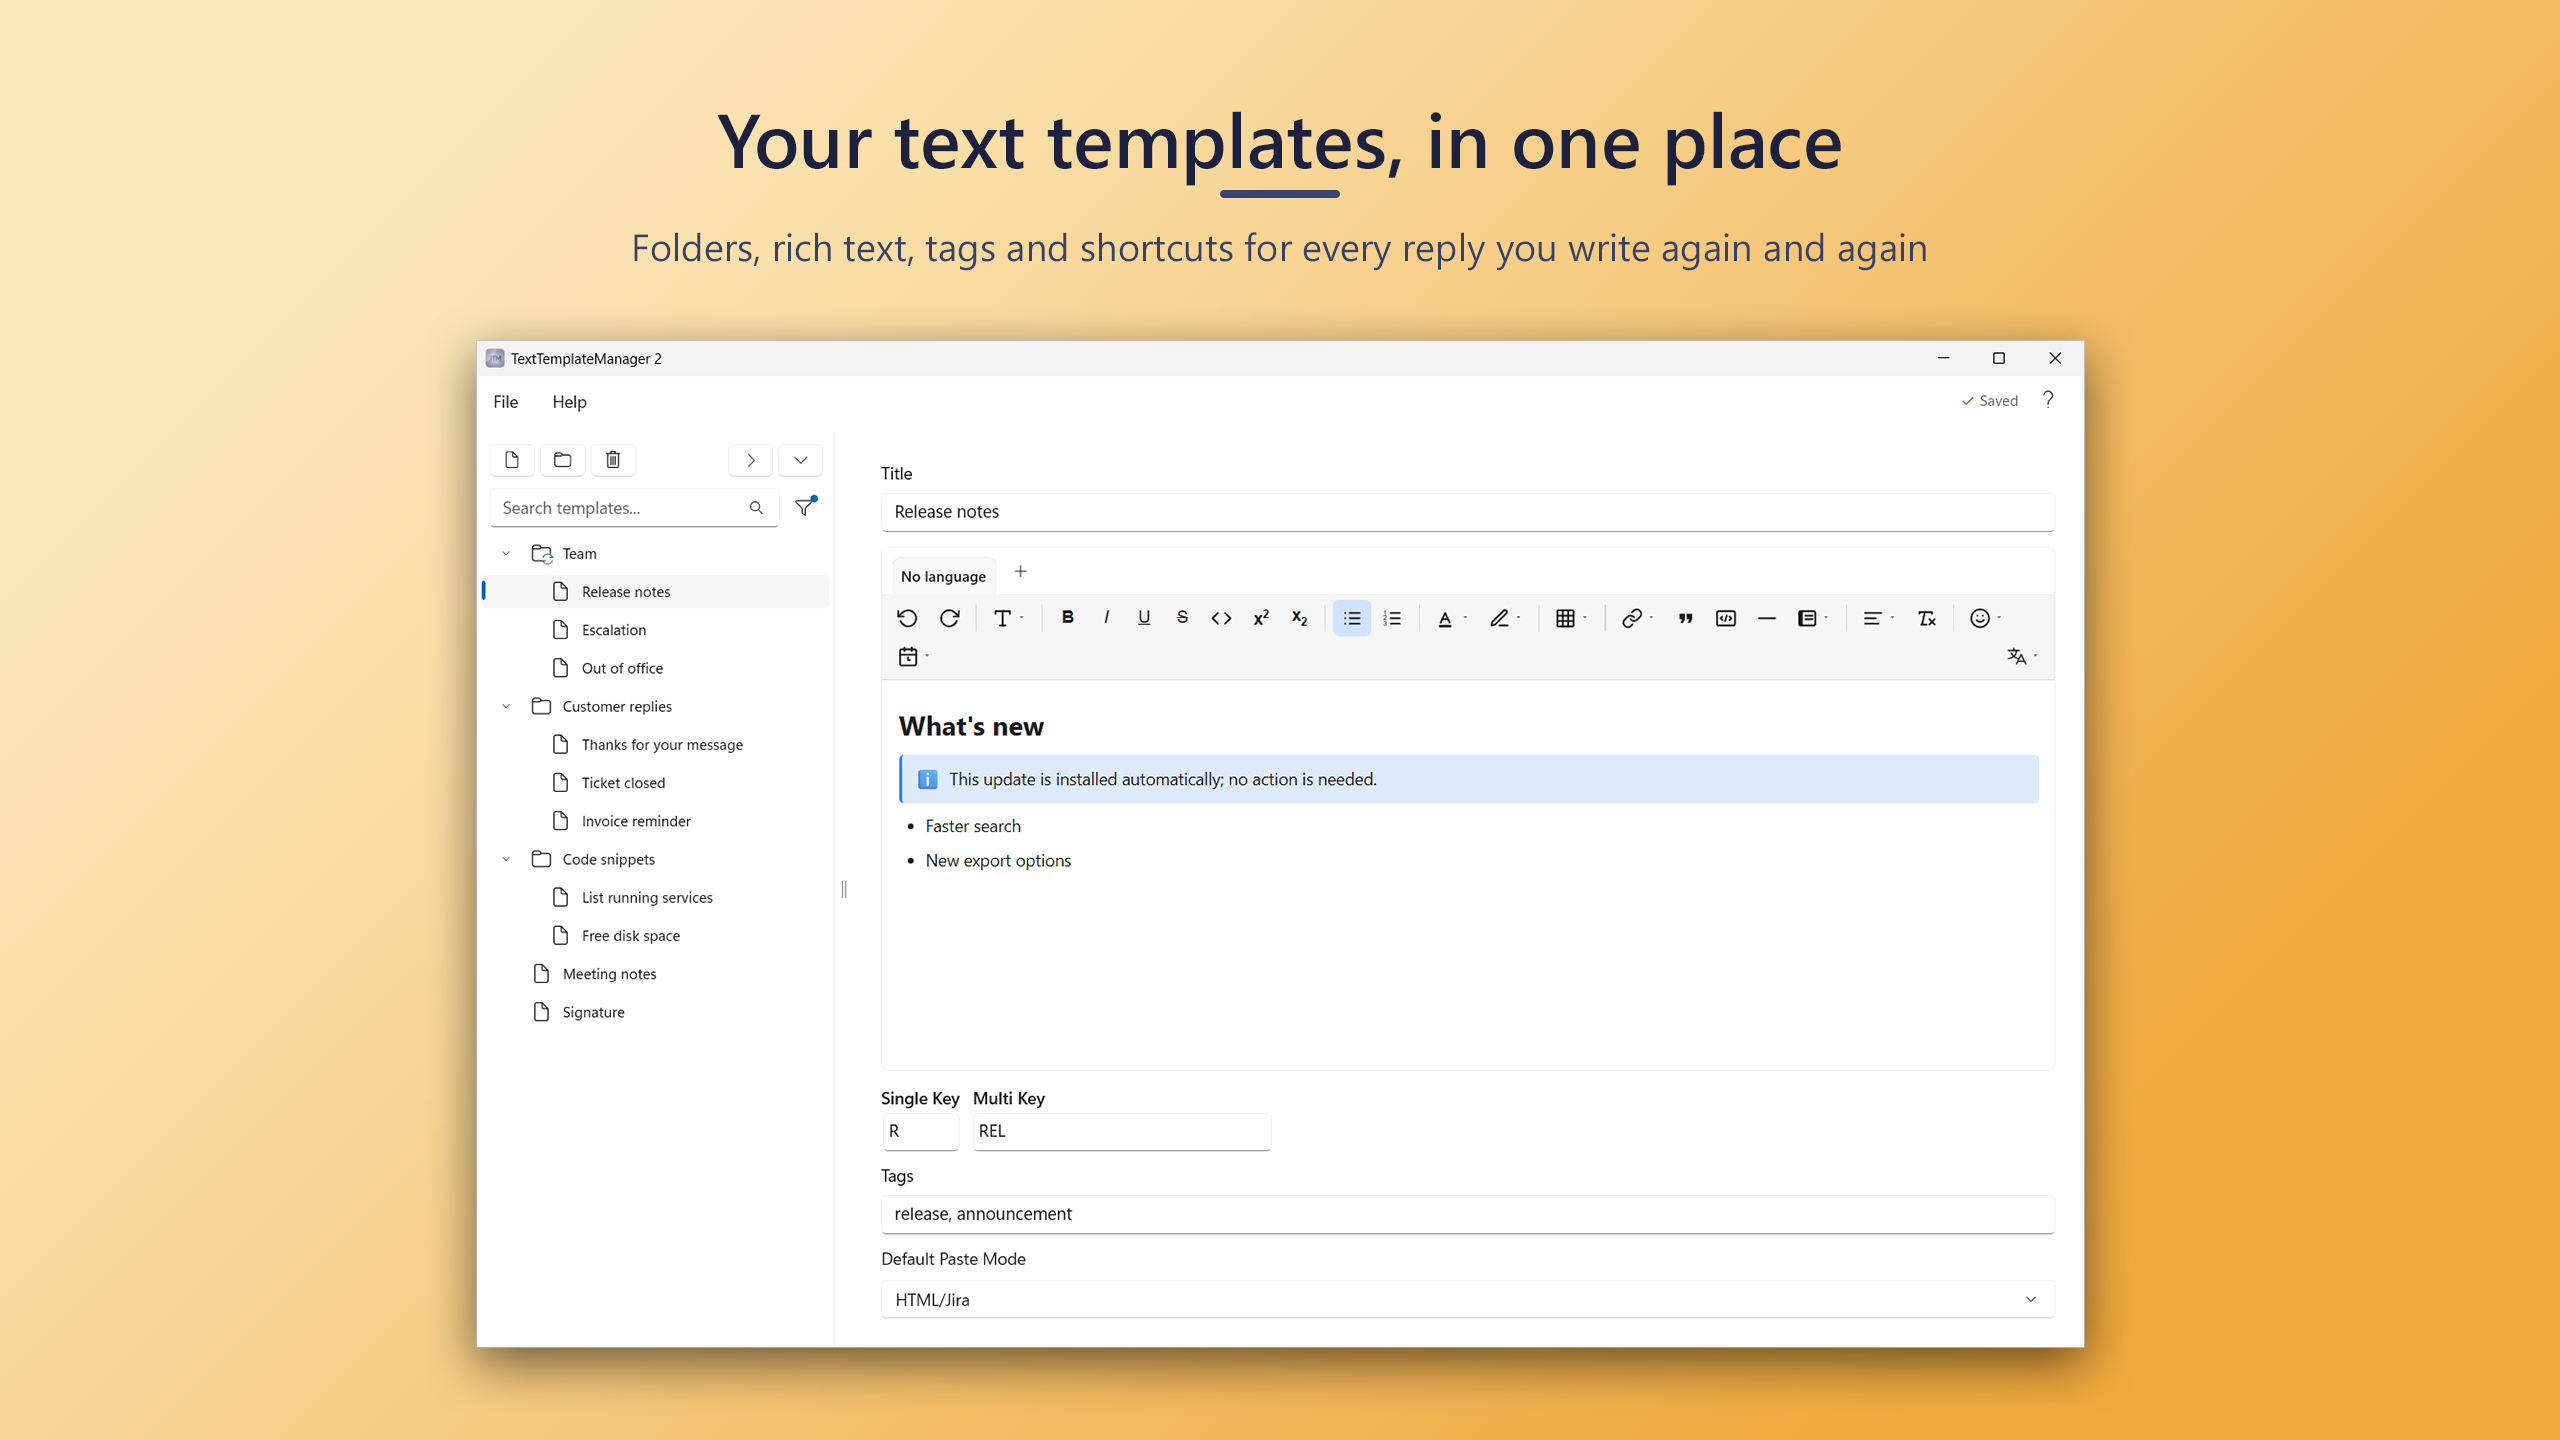 Your text templates, in one place
Folders, rich text, tags and shortcuts for every reply you write again and again
TextTemplateManager 2
File Help
Saved ?
Search templates...
Team
Release notes
Escalation
Out of office
Customer replies
Thanks for your message
Ticket closed
Invoice reminder
Code snippets
List running services
Free disk space
Meeting notes
Signature
Title
Release notes
No language +
What's new
This update is installed automatically; no action is needed.
• Faster search
• New export options
Single Key Multi Key
R REL
Tags
release, announcement
Default Paste Mode
HTML/Jira